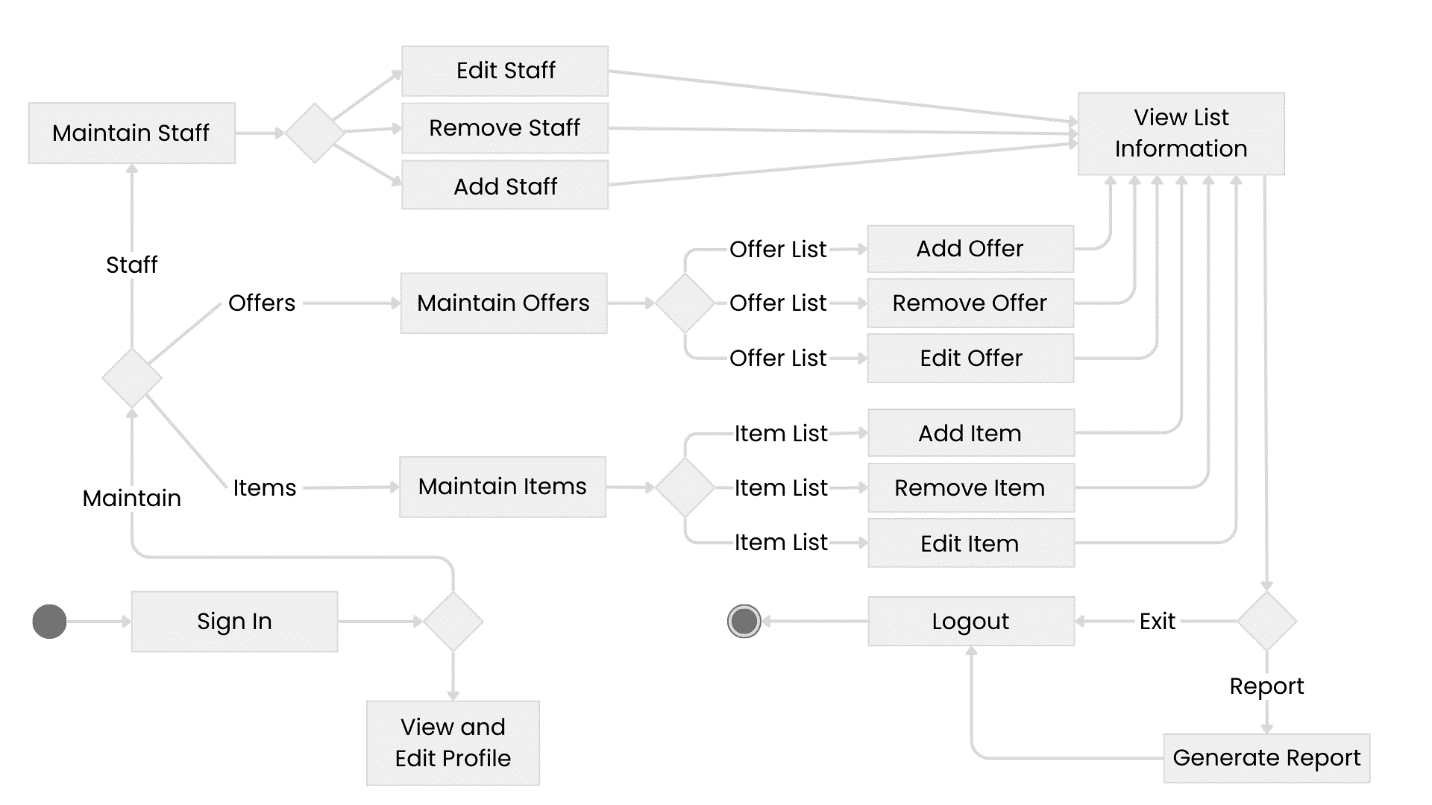 Edit Staff
Maintain Staff
Remove Staff
Add Staff
View List
Information
Staff
Offers
Maintain Offers
Offer List
Add Offer
Offer List
Remove Offer
Offer List
Edit Offer
Maintain
Items
Maintain Items
Item List
Add Item
Item List
Remove Item
Item List
Edit Item
Sign In
View and
Edit Profile
Logout
Exit
Report
Generate Report